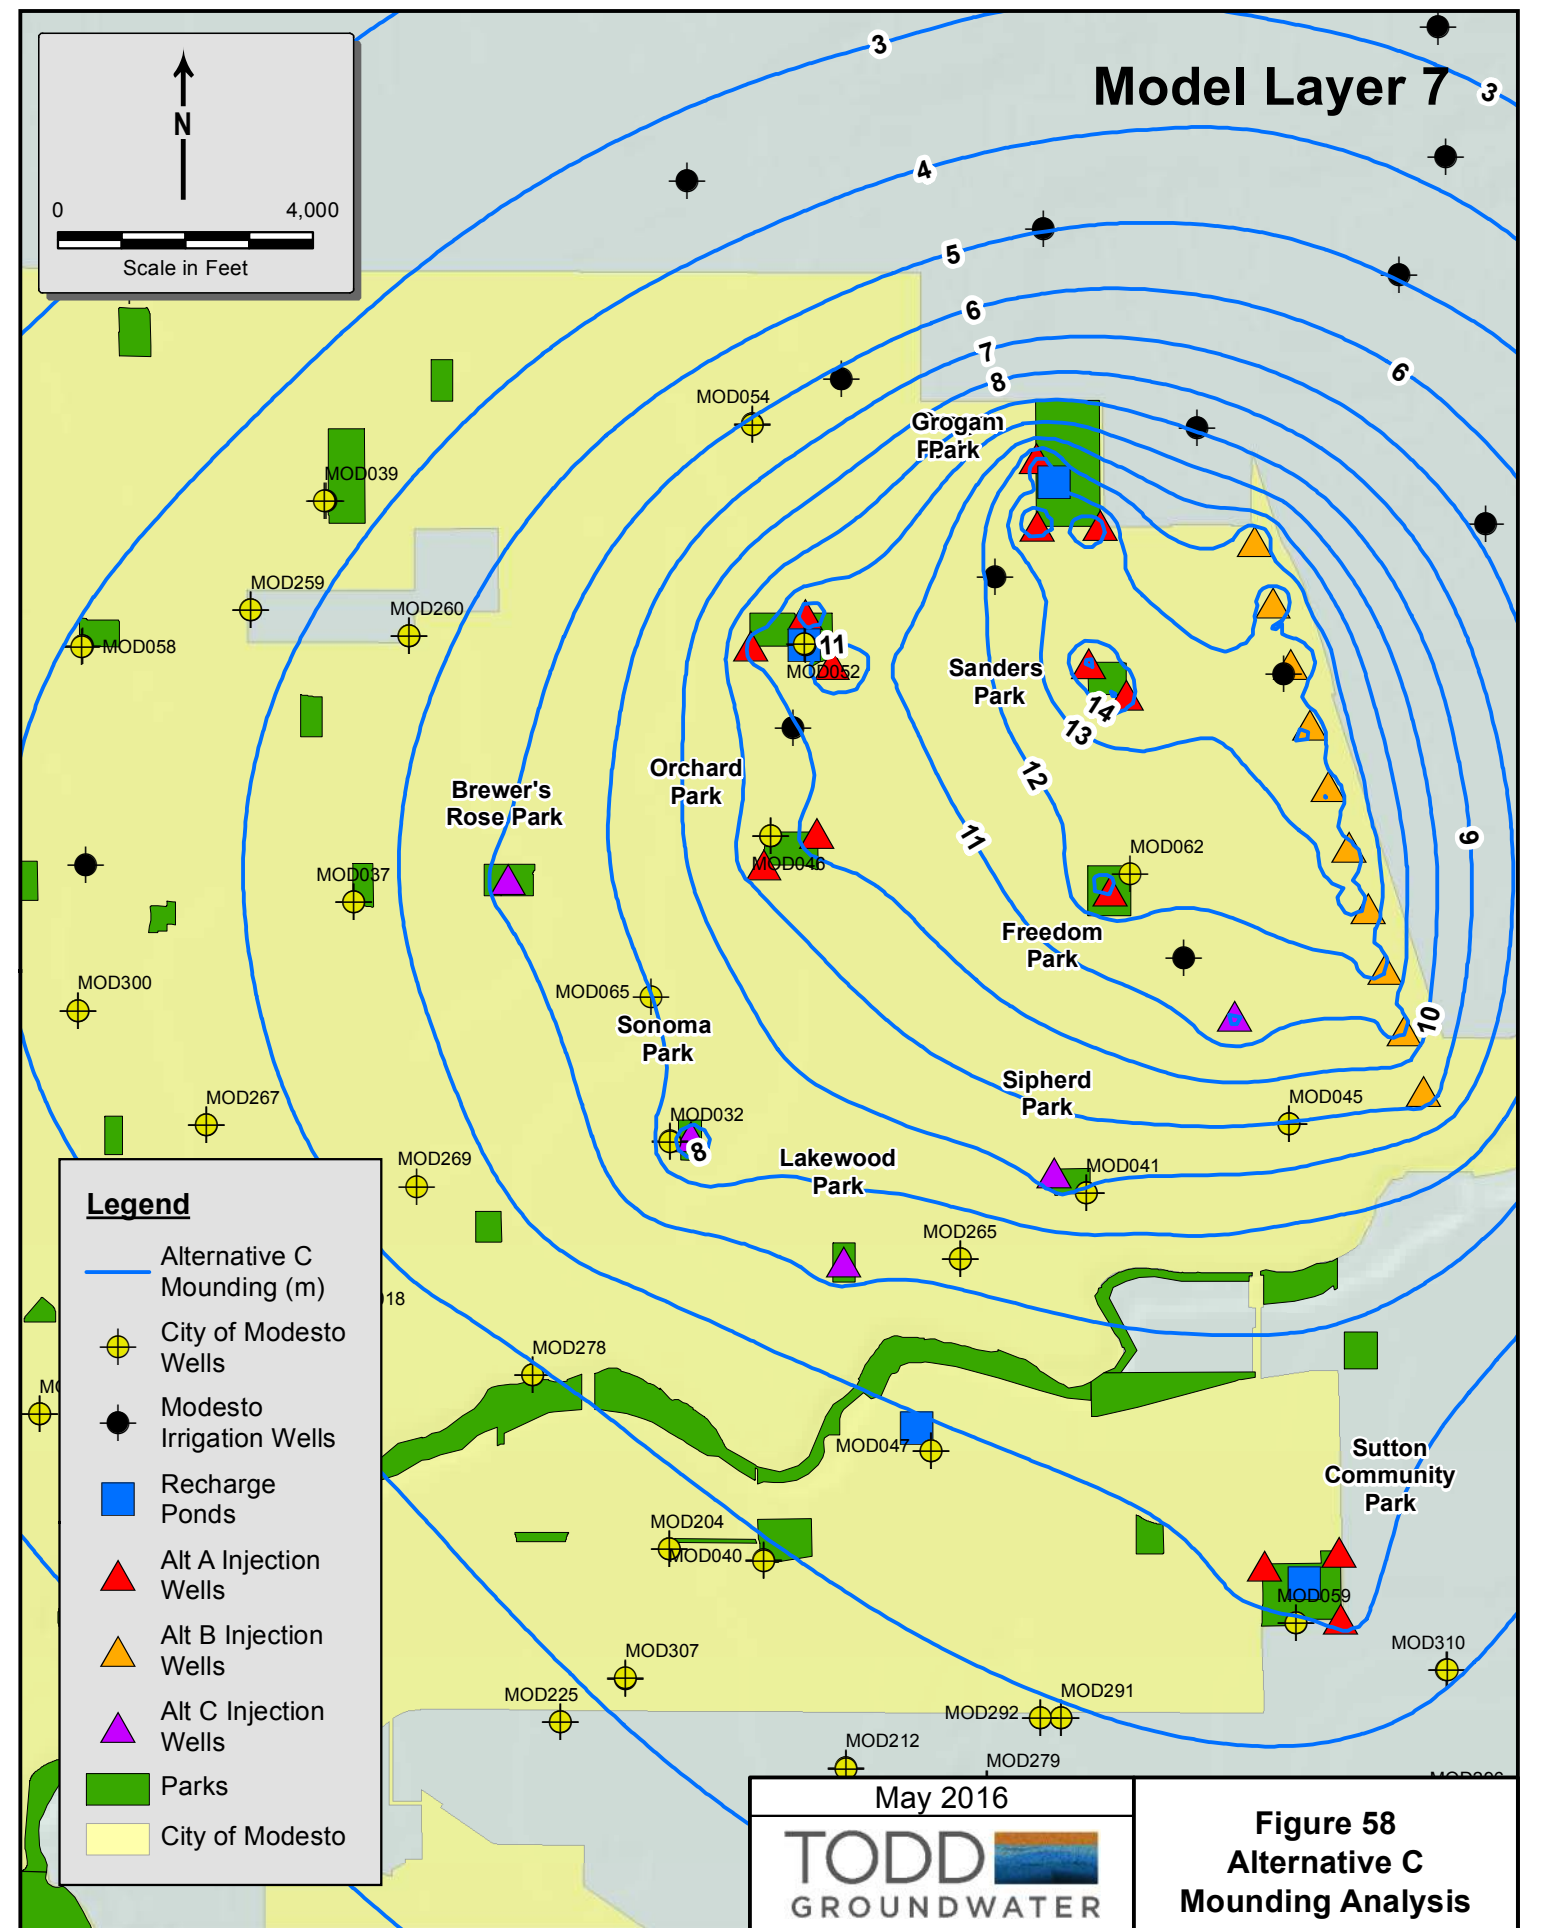 Model Layer 7
N
0 4,000
Scale in Feet
3
3
4
5
6
7
8
6
MOD054
Grogam
Park
MOD039
MOD259
MOD260
MOD058
11
MOD052
Sanders
Park
14
13
12
11
Orchard
Park
Brewer's
Rose Park
MOD046
MOD062
9
MOD037
Freedom
Park
MOD300
MOD065
Sonoma
Park
10
Sipherd
Park
MOD045
MOD267
MOD032
8
Lakewood
Park
MOD041
MOD269
MOD265
18
MOD278
MOD047
Sutton
Community
Park
MOD204
MOD040
MOD059
MOD307
MOD310
MOD225
MOD291
MOD292
MOD212
MOD279
Legend
Alternative C
Mounding (m)
City of Modesto
Wells
Modesto
Irrigation Wells
Recharge
Ponds
Alt A Injection
Wells
Alt B Injection
Wells
Alt C Injection
Wells
Parks
City of Modesto
May 2016
TODD
GROUNDWATER
Figure 58
Alternative C
Mounding Analysis